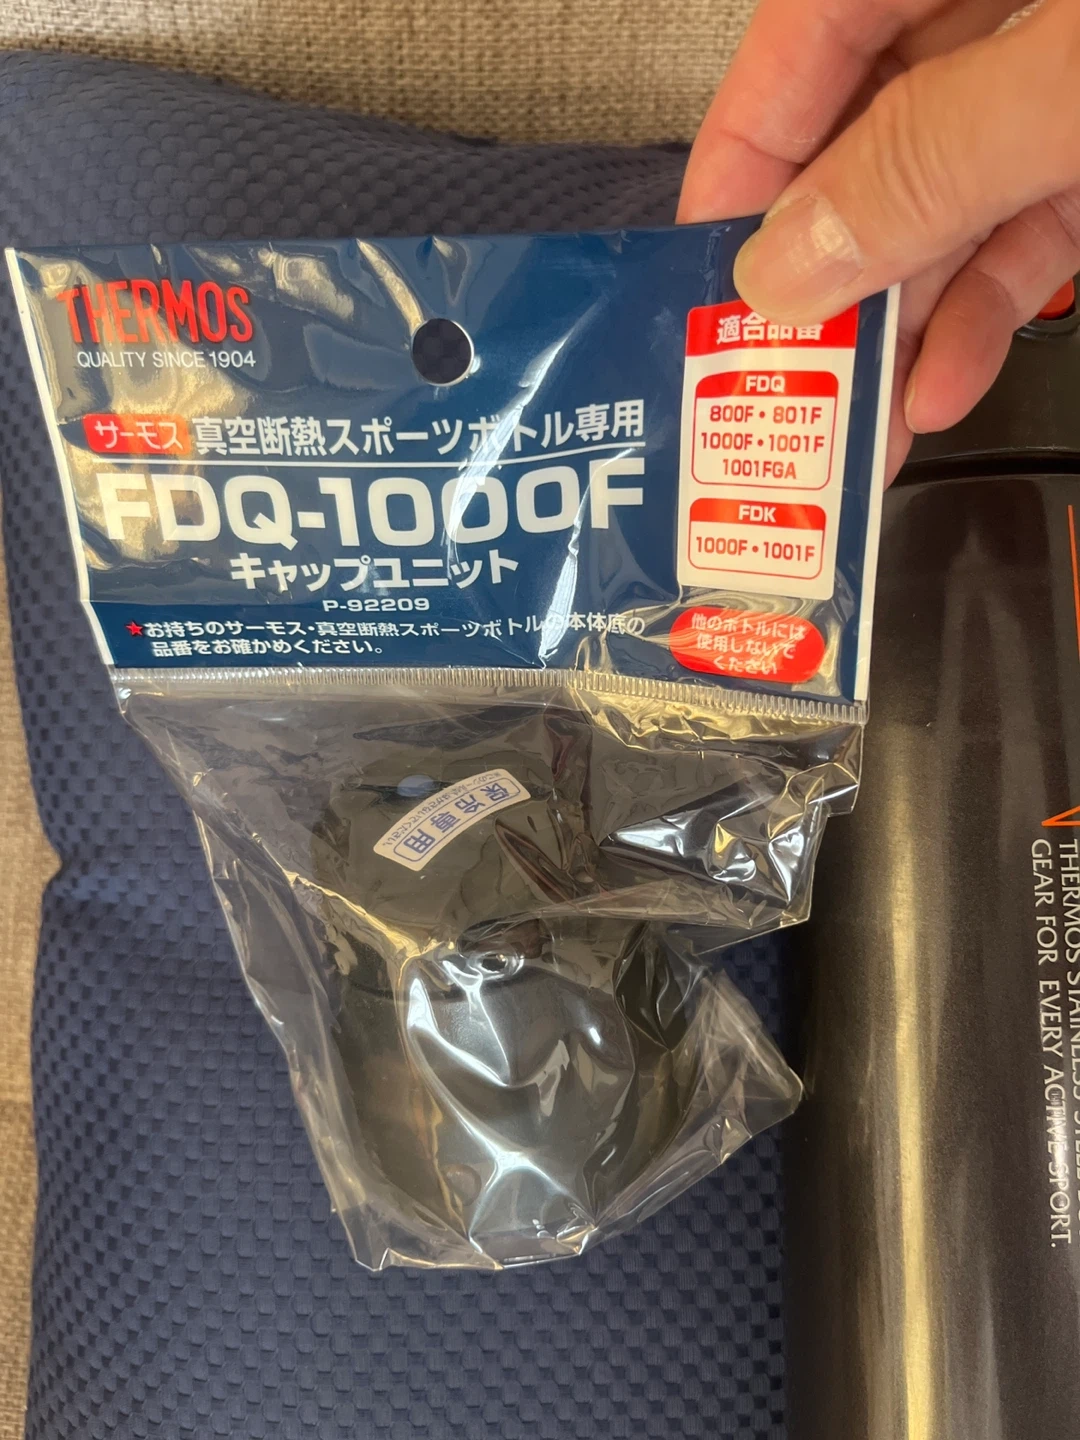 THERMOS
QUALITY SINCE 1904
サーモス 真空断熱スポーツボトル専用
FDQ-1000F
キャップユニット
P-92209
★お持ちのサーモス・真空断熱スポーツボトルの本体底の
品番をお確かめください。
適合品番
FDQ
800F・801F
1000F・1001F
1001FGA
FDK
1000F・1001F
他のボトルには
使用しないで
ください
保冷専用
THERMOS STAINLESS
GEAR FOR EVERY ACTIVE SPORT.